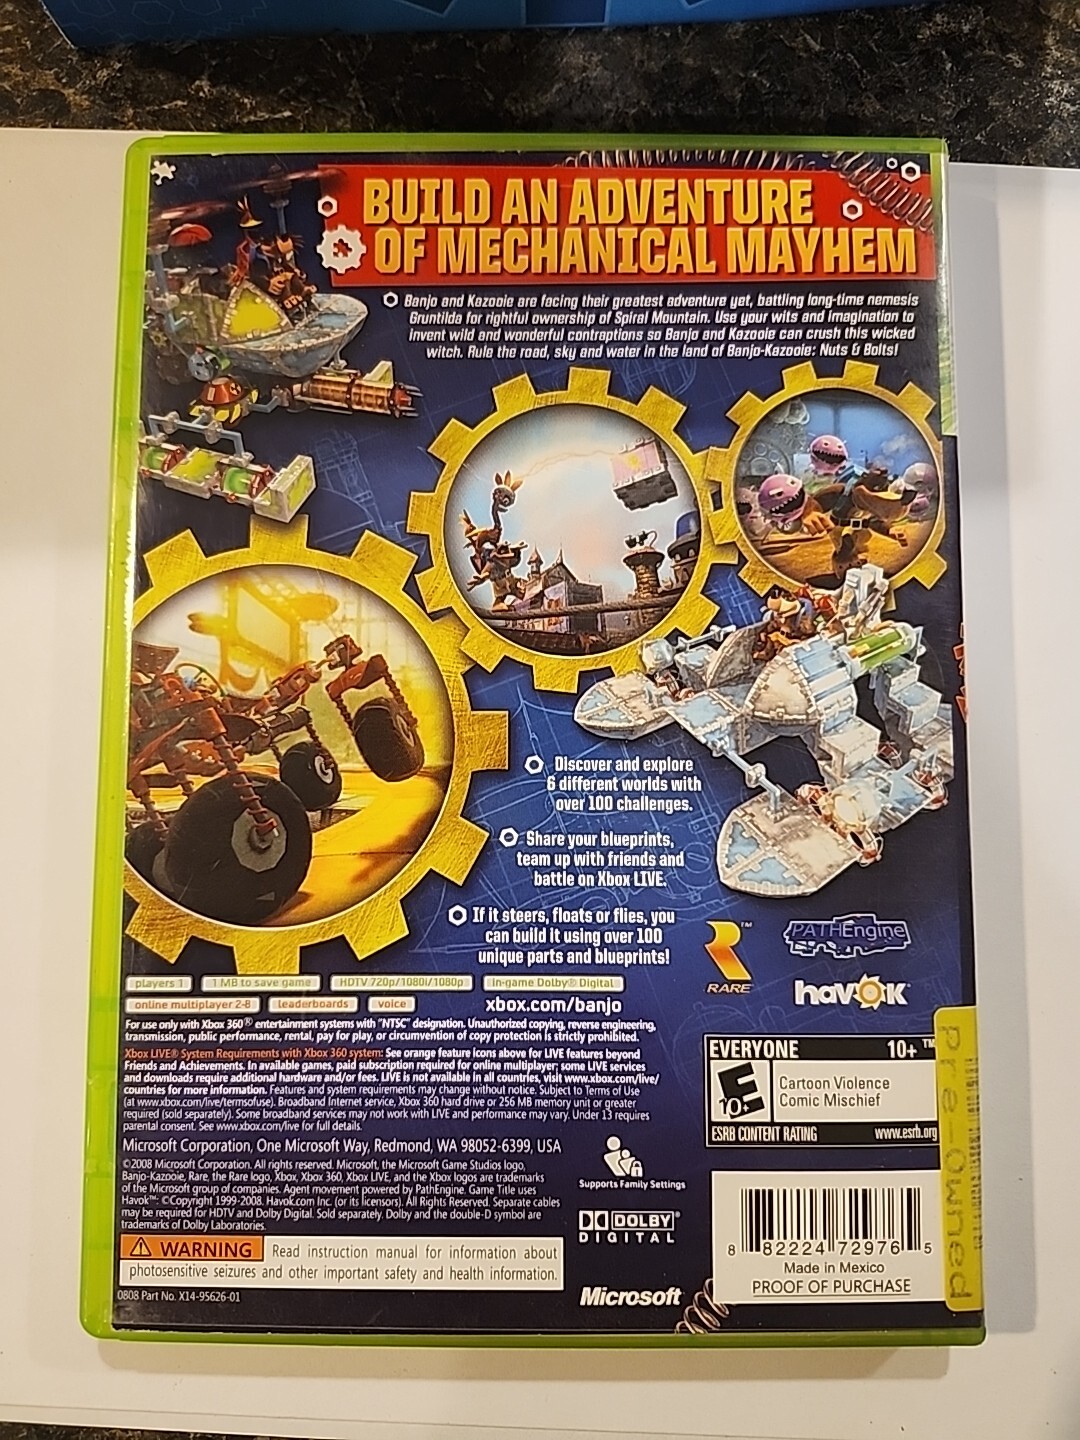 BUILD AN ADVENTURE
OF MECHANICAL MAYHEM
Banjo and Kazooie are facing their greatest adventure yet, battling long-time nemesis
Gruntilda for rightful ownership of Spiral Mountain. Use your wits and imagination to
invent wild and wonderful contraptions so Banjo and Kazooie can crush this wicked
witch. Rule the road, sky and water in the land of Banjo-Kazooie: Nuts & Bolts!
Discover and explore
6 different worlds with
over 100 challenges.
Share your blueprints,
team up with friends and
battle on Xbox LIVE.
If it steers, floats or flies, you
can build it using over 100
unique parts and blueprints!
RARE™
PATHEngine
havok
players 1
1 MB to save game
HDTV 720p/1080i/1080p
in-game Dolby® Digital
online multiplayer 2-8
leaderboards
voice
xbox.com/banjo
For use only with Xbox 360® entertainment systems with "NTSC" designation. Unauthorized copying, reverse engineering,
transmission, public performance, rental, pay for play, or circumvention of copy protection is strictly prohibited.
Xbox LIVE® System Requirements with Xbox 360 system: See orange feature icons above for LIVE features beyond
Friends and Achievements. In available games, paid subscription required for online multiplayer; some LIVE services
and downloads require additional hardware and/or fees. LIVE is not available in all countries, visit www.xbox.com/live/
countries for more information. Features and system requirements may change without notice. Subject to Terms of Use
(at www.xbox.com/live/termsofuse). Broadband Internet service, Xbox 360 hard drive or 256 MB memory unit or greater
required (sold separately). Some broadband services may not work with LIVE and performance may vary. Under 13 requires
parental consent. See www.xbox.com/live for full details.
Microsoft Corporation, One Microsoft Way, Redmond, WA 98052-6399, USA
©2008 Microsoft Corporation. All rights reserved. Microsoft, the Microsoft Game Studios logo,
Banjo-Kazooie, Rare, the Rare logo, Xbox, Xbox 360, Xbox LIVE, and the Xbox logos are trademarks
of the Microsoft group of companies. Agent movement powered by PathEngine. Game Title uses
Havok™. ©Copyright 1999-2008. Havok.com Inc. (or its licensors). All Rights Reserved. Separate cables
may be required for HDTV and Dolby Digital. Sold separately. Dolby and the double-D symbol are
trademarks of Dolby Laboratories.
WARNING Read instruction manual for information about
photosensitive seizures and other important safety and health information.
0808 Part No. X14-95626-01
Supports Family Settings
DOLBY®
DIGITAL
Microsoft
EVERYONE 10+™
E
10+
Cartoon Violence
Comic Mischief
ESRB CONTENT RATING www.esrb.org
8 82224 72976 5
Made in Mexico
PROOF OF PURCHASE
Pre-Owned